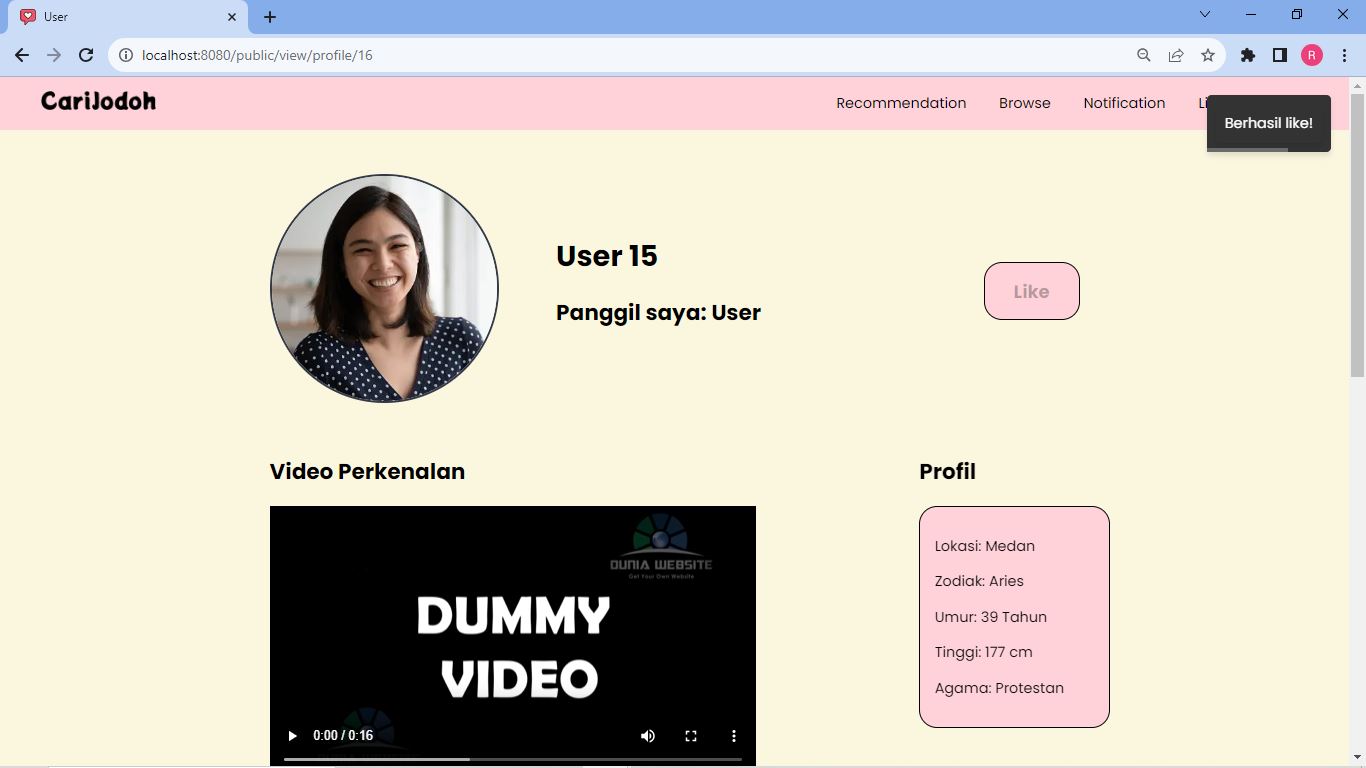 User
localhost:8080/public/view/profile/16
R
CariJodoh
Recommendation Browse Notification Li
Berhasil like!
User 15
Panggil saya: User
Like
Video Perkenalan
Profil
DUNIA WEBSITE
Get Your Own Website
DUMMY
VIDEO
0:00 / 0:16
Lokasi: Medan
Zodiak: Aries
Umur: 39 Tahun
Tinggi: 177 cm
Agama: Protestan